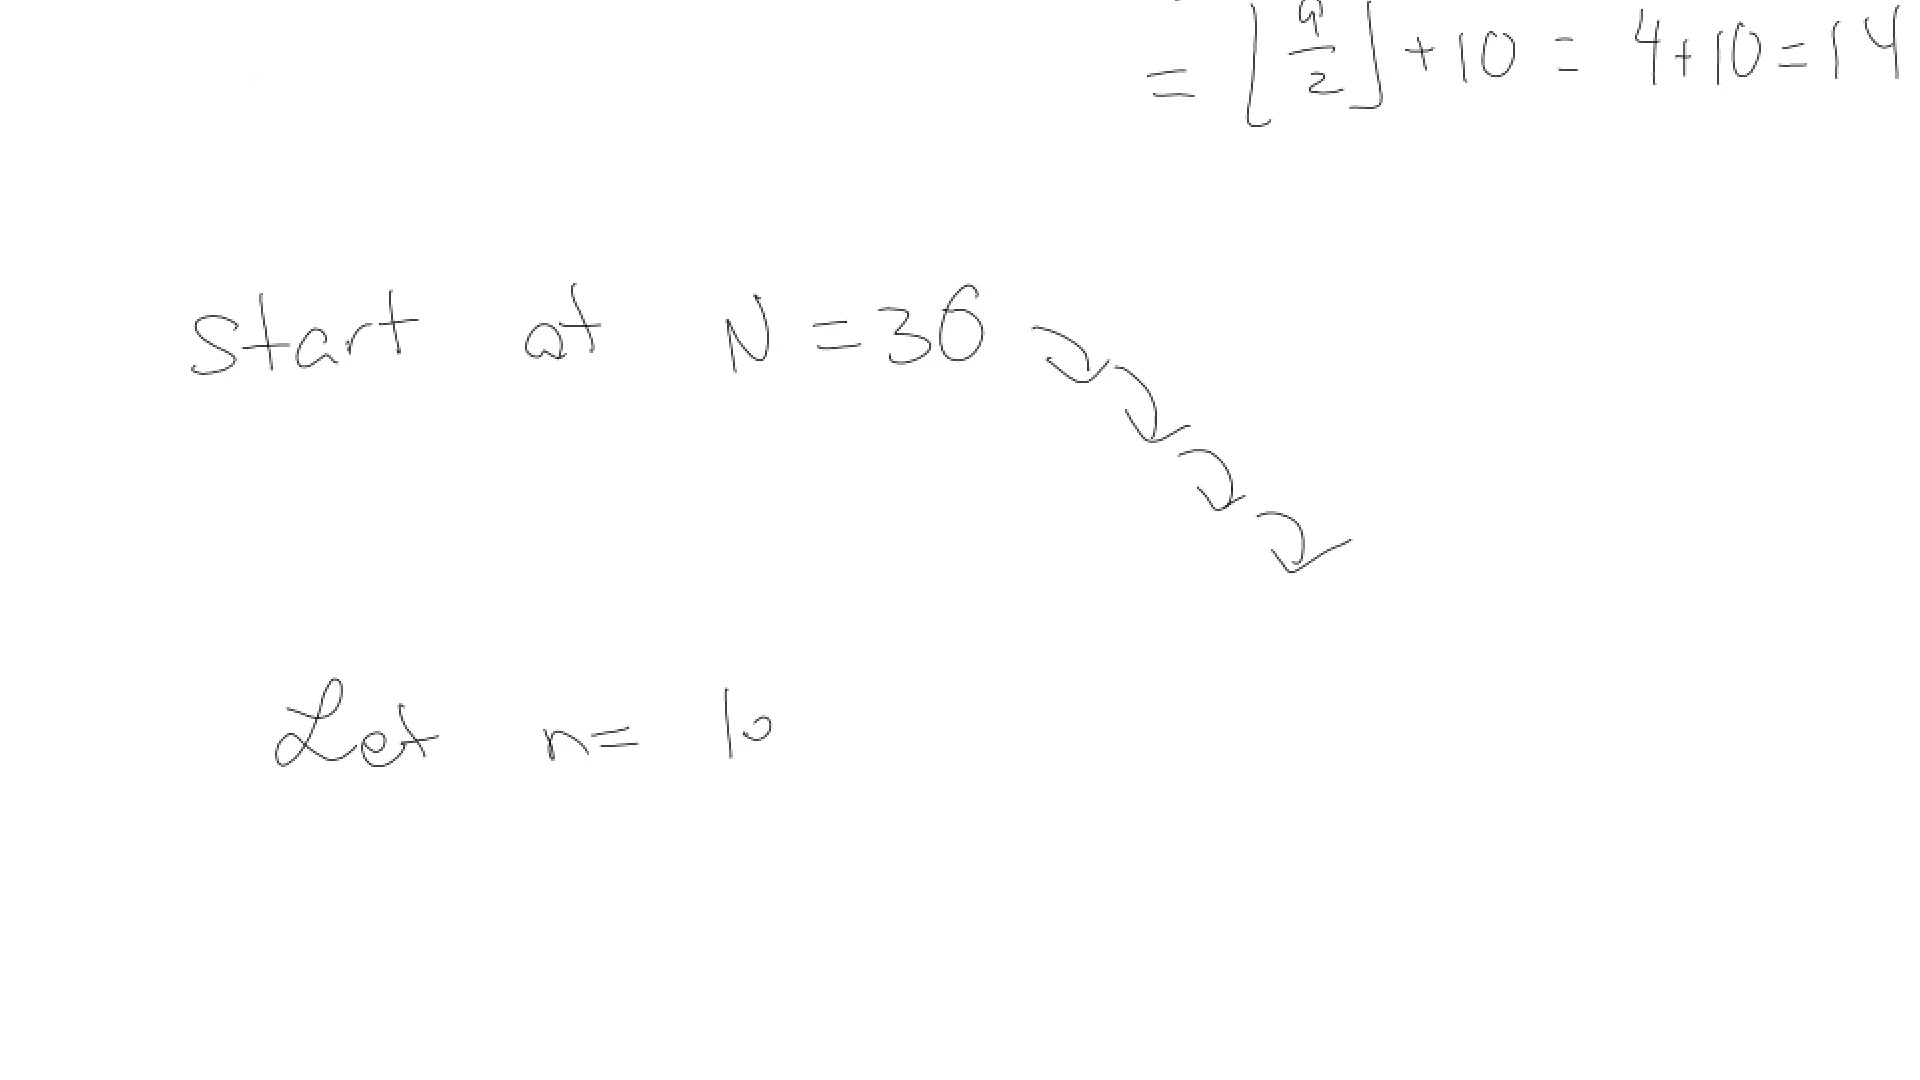 = ⌊9/2⌋ + 10 = 4 + 10 = 14
Start at N = 36
Let n = 10